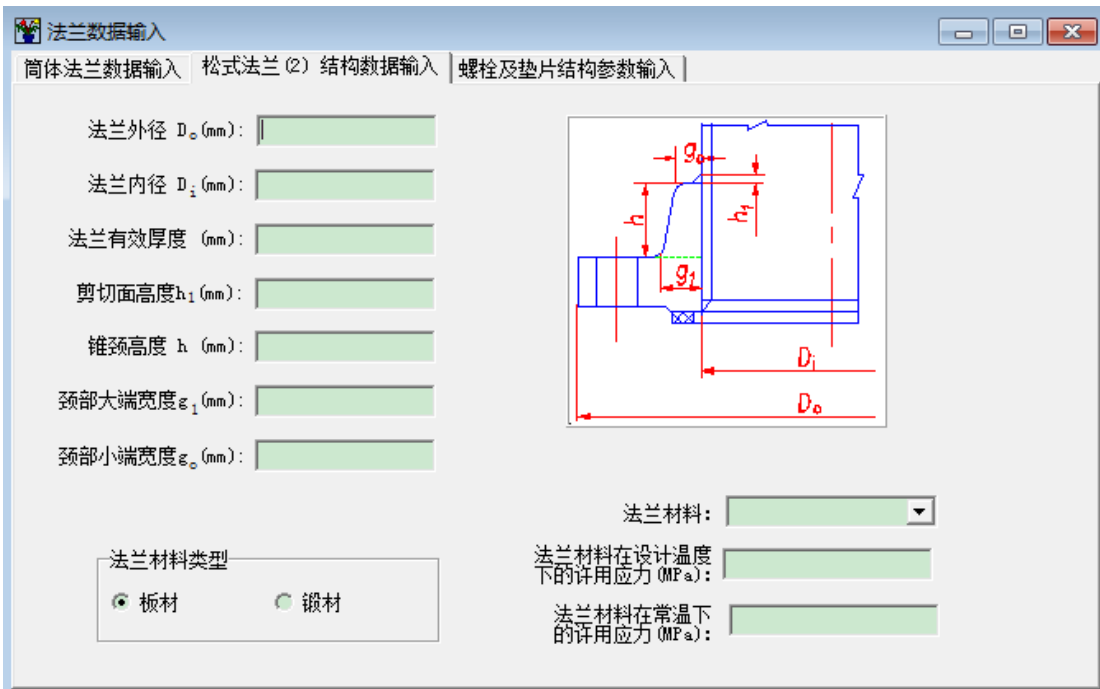 法兰数据输入
筒体法兰数据输入 松式法兰(2) 结构数据输入 螺栓及垫片结构参数输入
法兰外径 Do(mm):
法兰内径 Di(mm):
法兰有效厚度 (mm):
剪切面高度h1(mm):
锥颈高度 h (mm):
颈部大端宽度g1(mm):
颈部小端宽度go(mm):
go
h
h1
g1
Di
Do
法兰材料:
法兰材料在设计温度
下的许用应力(MPa):
法兰材料在常温下
的许用应力(MPa):
法兰材料类型
板材 锻材